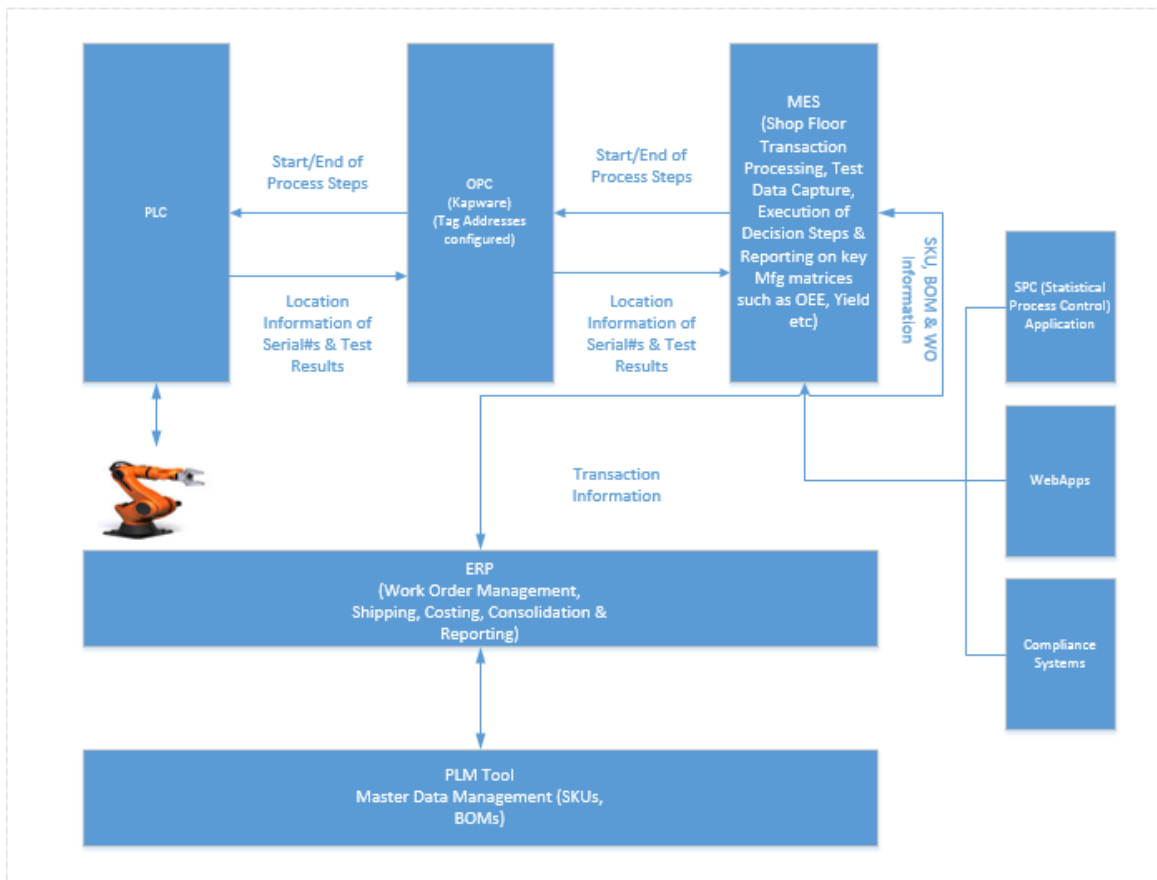 PLC
Start/End of
Process Steps
Location
Information of
Serial#s & Test
Results
OPC
(Kapware)
(Tag Addresses
configured)
Start/End of
Process Steps
Location
Information of
Serial#s & Test
Results
MES
(Shop Floor
Transaction
Processing, Test
Data Capture,
Execution of
Decision Steps &
Reporting on key
Mfg matrices
such as OEE, Yield
etc)
SKU, BOM & WO
Information
SPC (Statistical
Process Control)
Application
WebApps
Compliance
Systems
Transaction
Information
ERP
(Work Order Management,
Shipping, Costing, Consolidation &
Reporting)
PLM Tool
Master Data Management (SKUs,
BOMs)